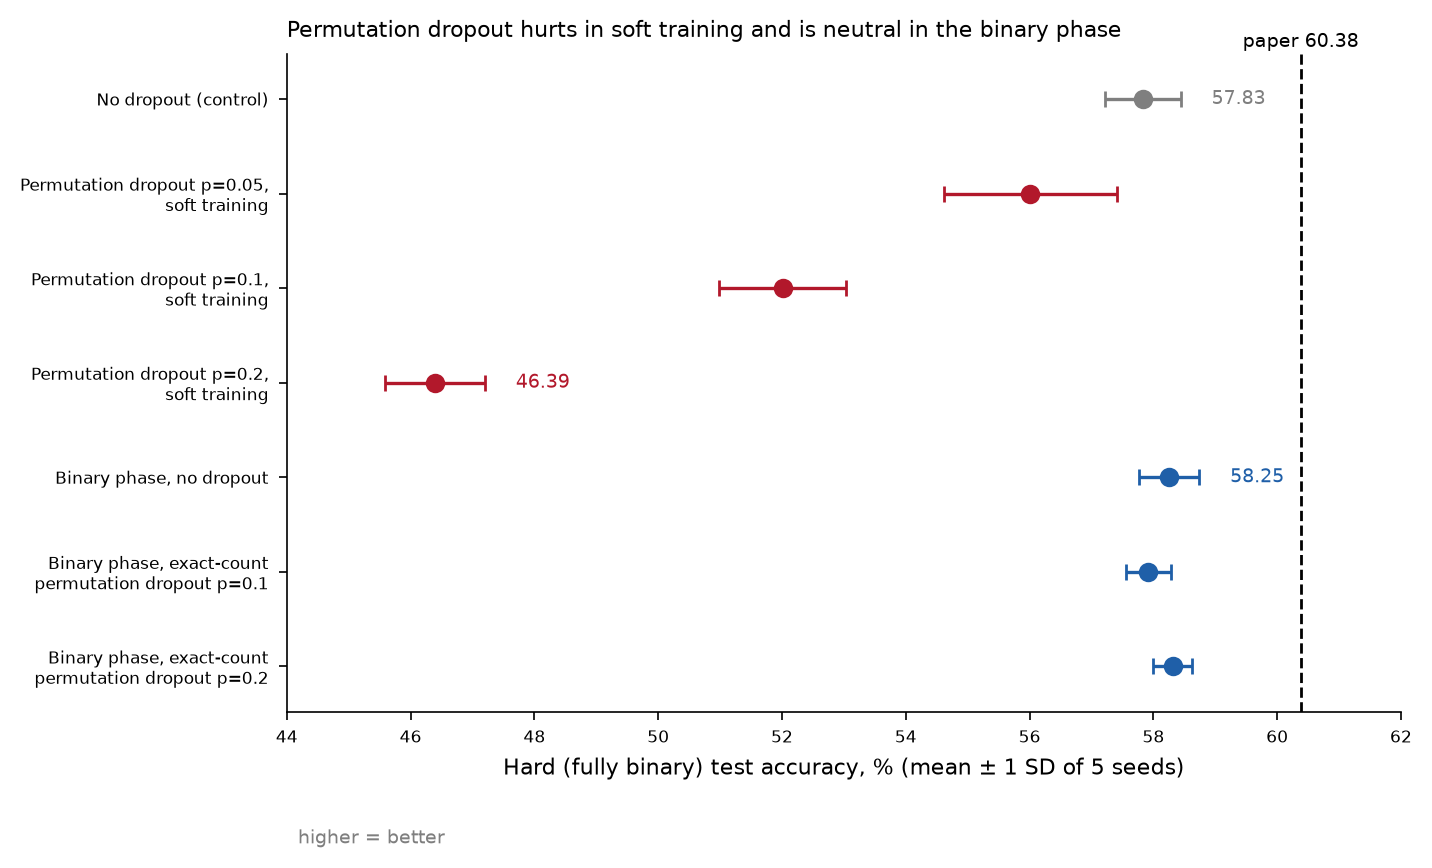 Permutation dropout hurts in soft training and is neutral in the binary phase
paper 60.38
No dropout (control)
57.83
Permutation dropout p=0.05,
soft training
Permutation dropout p=0.1,
soft training
Permutation dropout p=0.2,
soft training
46.39
Binary phase, no dropout
58.25
Binary phase, exact-count
permutation dropout p=0.1
Binary phase, exact-count
permutation dropout p=0.2
44 46 48 50 52 54 56 58 60 62
Hard (fully binary) test accuracy, % (mean ± 1 SD of 5 seeds)
higher = better